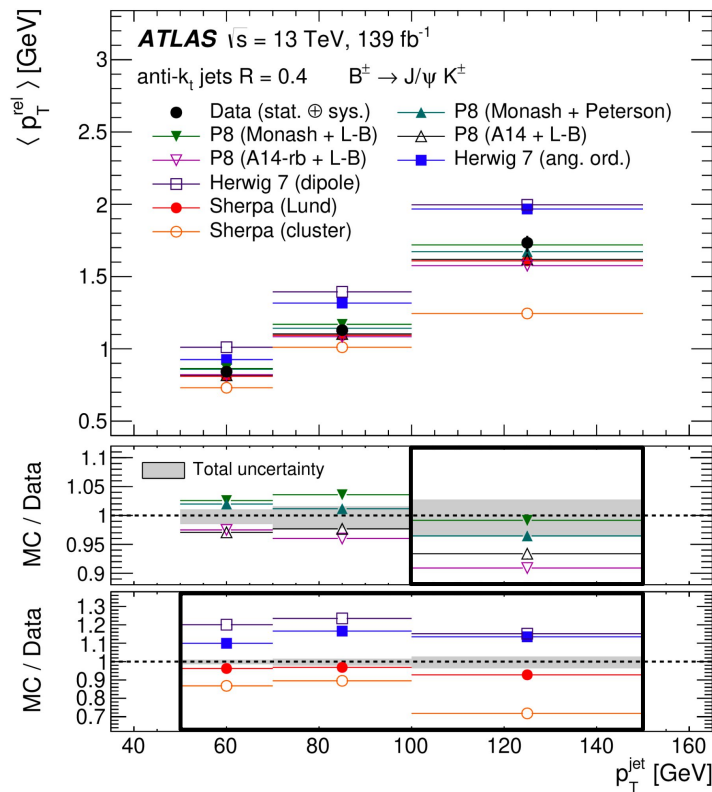 ATLAS √s = 13 TeV, 139 fb⁻¹
anti-kₜ jets R = 0.4 B± → J/ψ K±
Data (stat. ⊕ sys.) P8 (Monash + Peterson)
P8 (Monash + L-B) P8 (A14 + L-B)
P8 (A14-rb + L-B) Herwig 7 (ang. ord.)
Herwig 7 (dipole)
Sherpa (Lund)
Sherpa (cluster)
⟨ p_T^rel ⟩ [GeV]
3
2.5
2
1.5
1
0.5
Total uncertainty
MC / Data
1.1
1.05
1
0.95
0.9
MC / Data
1.3
1.2
1.1
1
0.9
0.8
0.7
40 60 80 100 120 140 160
p_T^jet [GeV]